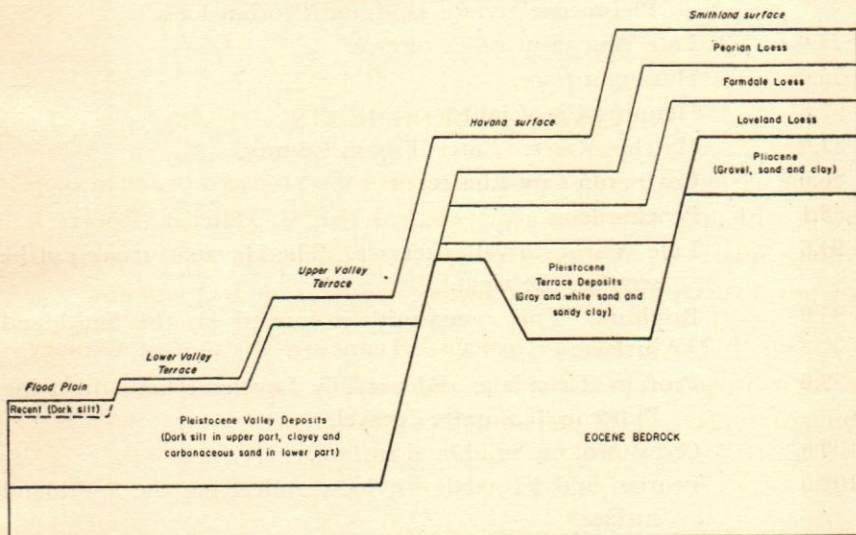 Smithland surface
Peorian Loess
Farmdale Loess
Havana surface
Loveland Loess
Pliocene
(Gravel, sand and clay)
Upper Valley
Terrace
Pleistocene
Terrace Deposits
(Gray and white sand and
sandy clay)
Lower Valley
Terrace
Flood Plain
Recent (Dark silt)
Pleistocene Valley Deposits
(Dark silt in upper part, clayey and
carbonaceous sand in lower part)
EOCENE BEDROCK